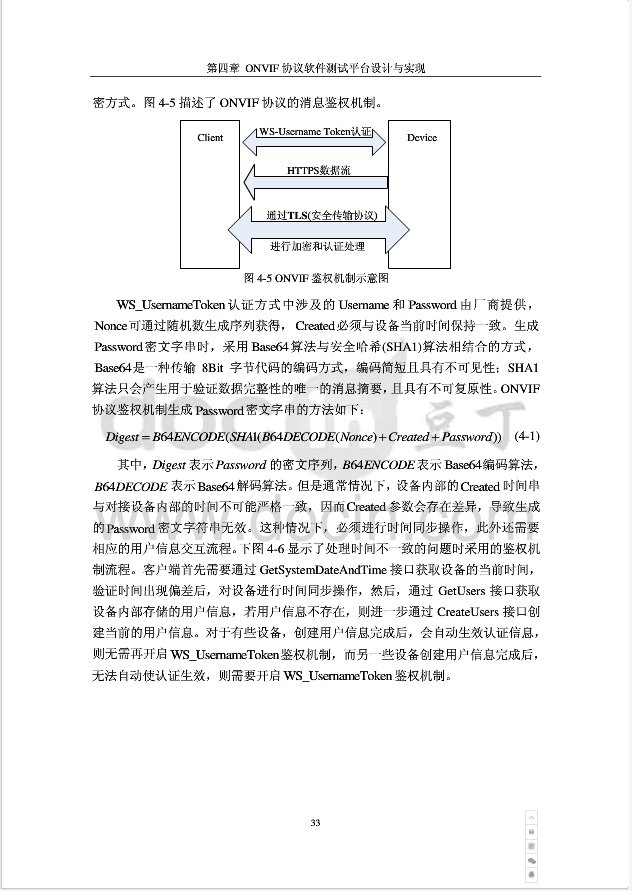 第四章 ONVIF 协议软件测试平台设计与实现
密方式。图 4-5 描述了 ONVIF 协议的消息鉴权机制。
Client
WS-Username Token认证
Device
HTTPS数据流
通过TLS(安全传输协议)
进行加密和认证处理
图 4-5 ONVIF 鉴权机制示意图
WS_UsernameToken 认证方式中涉及的 Username 和 Password 由厂商提供，
Nonce 可通过随机数生成序列获得， Created 必须与设备当前时间保持一致。生成
Password 密文字串时，采用 Base64 算法与安全哈希(SHA1)算法相结合的方式，
Base64 是一种传输 8Bit 字节代码的编码方式，编码简短且具有不可见性；SHA1
算法只会产生用于验证数据完整性的唯一的消息摘要，且具有不可复原性。ONVIF
协议鉴权机制生成 Password 密文字串的方法如下：
Digest = B64ENCODE(SHA1(B64DECODE(Nonce) + Created + Password)) (4-1)
其中，Digest 表示 Password 的密文序列，B64ENCODE 表示 Base64 编码算法，
B64DECODE 表示 Base64 解码算法。但是通常情况下，设备内部的 Created 时间串
与对接设备内部的时间不可能严格一致，因而 Created 参数会存在差异，导致生成
的 Password 密文字符串无效。这种情况下，必须进行时间同步操作，此外还需要
相应的用户信息交互流程。下图 4-6 显示了处理时间不一致的问题时采用的鉴权机
制流程。客户端首先需要通过 GetSystemDateAndTime 接口获取设备的当前时间，
验证时间出现偏差后，对设备进行时间同步操作，然后，通过 GetUsers 接口获取
设备内部存储的用户信息，若用户信息不存在，则进一步通过 CreateUsers 接口创
建当前的用户信息。对于有些设备，创建用户信息完成后，会自动生效认证信息，
则无需再开启 WS_UsernameToken 鉴权机制，而另一些设备创建用户信息完成后，
无法自动使认证生效，则需要开启 WS_UsernameToken 鉴权机制。
doc 豆丁
www.docin.com
33